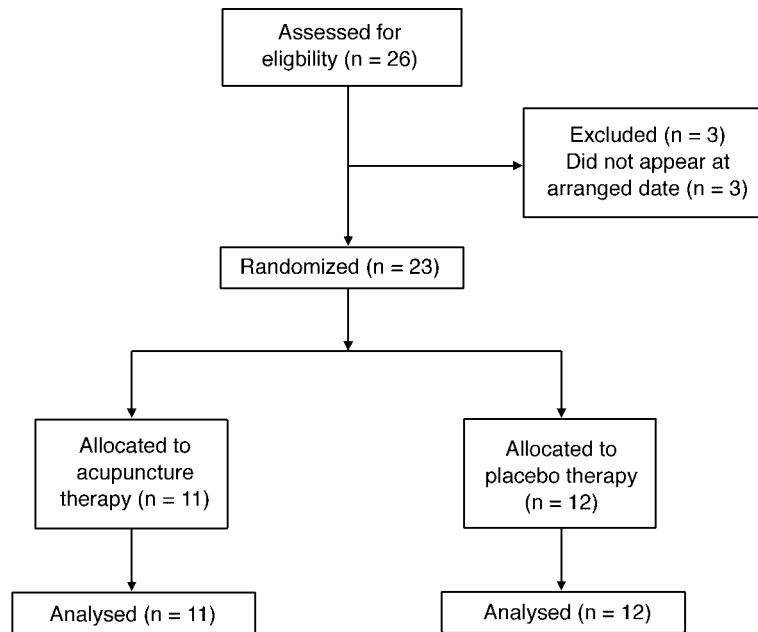 Assessed for
eligbility (n = 26)
Excluded (n = 3)
Did not appear at
arranged date (n = 3)
Randomized (n = 23)
Allocated to
acupuncture
therapy (n = 11)
Allocated to
placebo therapy
(n = 12)
Analysed (n = 11)
Analysed (n = 12)